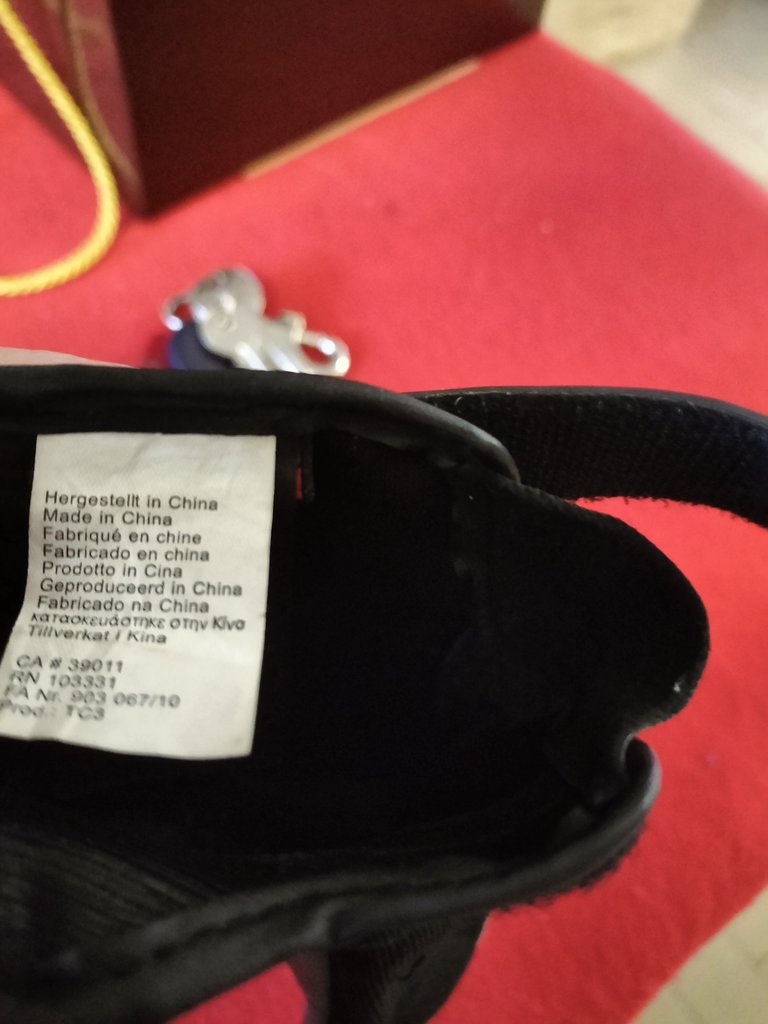 Hergestellt in China
Made in China
Fabriqué en chine
Fabricado en china
Prodotto in Cina
Geproduceerd in China
Fabricado na China
κατασκευάστηκε στην Κίνα
Tillverkat i Kina
CA # 39011
RN 103331
FA Nr. 903 067/10
Prod.: TC3